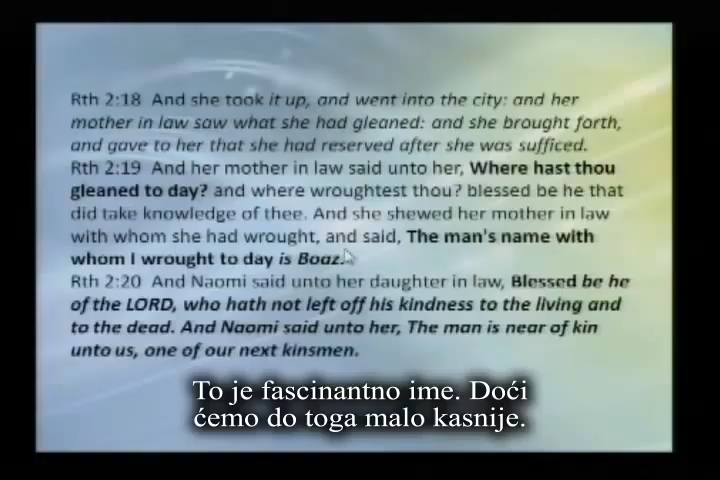 Rth 2:18 And she took it up, and went into the city: and her
mother in law saw what she had gleaned: and she brought forth,
and gave to her that she had reserved after she was sufficed.
Rth 2:19 And her mother in law said unto her, Where hast thou
gleaned to day? and where wroughtest thou? blessed be he that
did take knowledge of thee. And she shewed her mother in law
with whom she had wrought, and said, The man's name with
whom I wrought to day is Boaz.
Rth 2:20 And Naomi said unto her daughter in law, Blessed be he
of the LORD, who hath not left off his kindness to the living and
to the dead. And Naomi said unto her, The man is near of kin
unto us, one of our next kinsmen.
To je fascinantno ime. Doći
ćemo do toga malo kasnije.